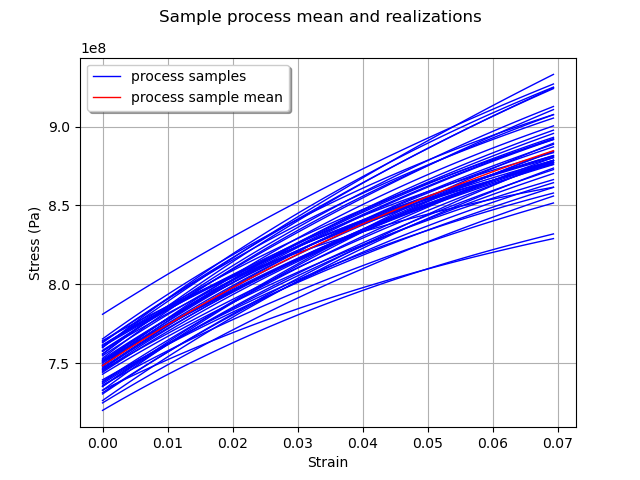 Sample process mean and realizations
1e8
process samples
process sample mean
9.0
8.5
8.0
7.5
Stress (Pa)
0.00 0.01 0.02 0.03 0.04 0.05 0.06 0.07
Strain